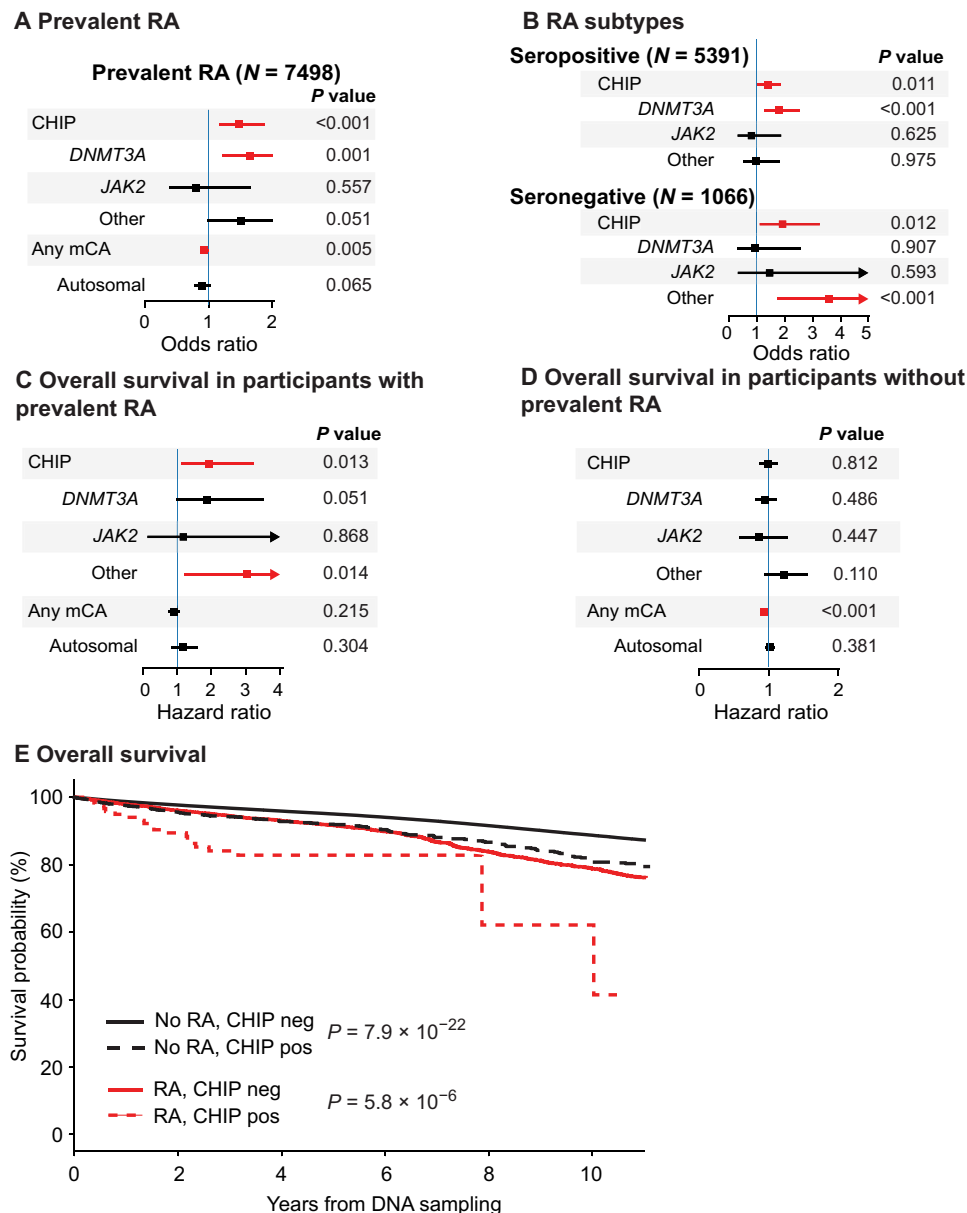 A Prevalent RA
Prevalent RA (N = 7498)
P value
CHIP <0.001
DNMT3A 0.001
JAK2 0.557
Other 0.051
Any mCA 0.005
Autosomal 0.065
0 1 2
Odds ratio
B RA subtypes
Seropositive (N = 5391) P value
CHIP 0.011
DNMT3A <0.001
JAK2 0.625
Other 0.975
Seronegative (N = 1066)
CHIP 0.012
DNMT3A 0.907
JAK2 0.593
Other <0.001
0 1 2 3 4 5
Odds ratio
C Overall survival in participants with
prevalent RA
P value
CHIP 0.013
DNMT3A 0.051
JAK2 0.868
Other 0.014
Any mCA 0.215
Autosomal 0.304
0 1 2 3 4
Hazard ratio
D Overall survival in participants without
prevalent RA
P value
CHIP 0.812
DNMT3A 0.486
JAK2 0.447
Other 0.110
Any mCA <0.001
Autosomal 0.381
0 1 2
Hazard ratio
E Overall survival
Survival probability (%)
100
80
60
40
20
0
No RA, CHIP neg
No RA, CHIP pos
P = 7.9 × 10⁻²²
RA, CHIP neg
RA, CHIP pos
P = 5.8 × 10⁻⁶
0 2 4 6 8 10
Years from DNA sampling